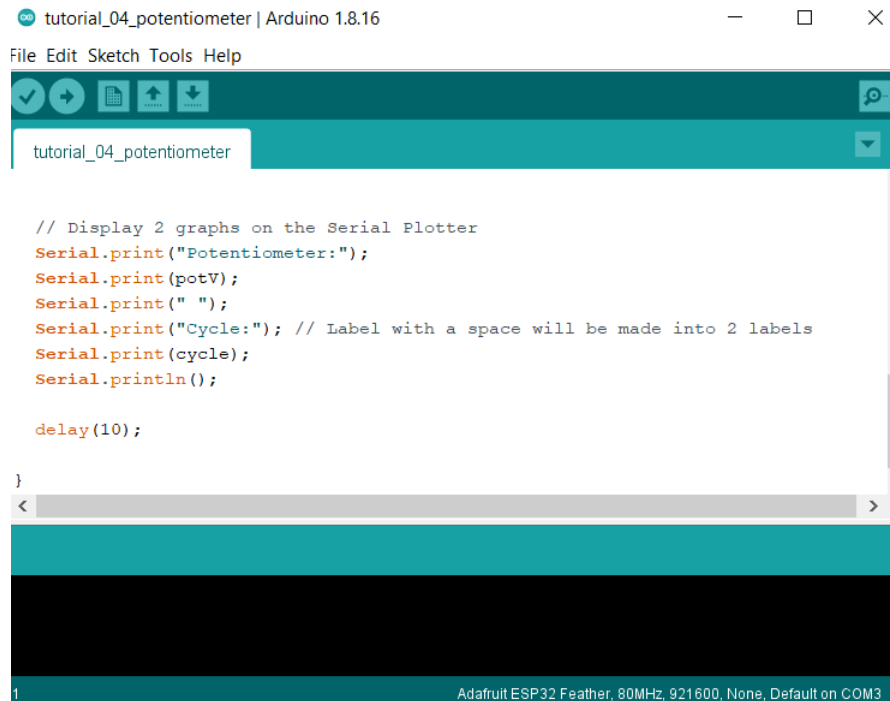 tutorial_04_potentiometer | Arduino 1.8.16
File Edit Sketch Tools Help
tutorial_04_potentiometer
// Display 2 graphs on the Serial Plotter
Serial.print("Potentiometer:");
Serial.print(potV);
Serial.print(" ");
Serial.print("Cycle:"); // Label with a space will be made into 2 labels
Serial.print(cycle);
Serial.println();
delay(10);
}
1 Adafruit ESP32 Feather, 80MHz, 921600, None, Default on COM3